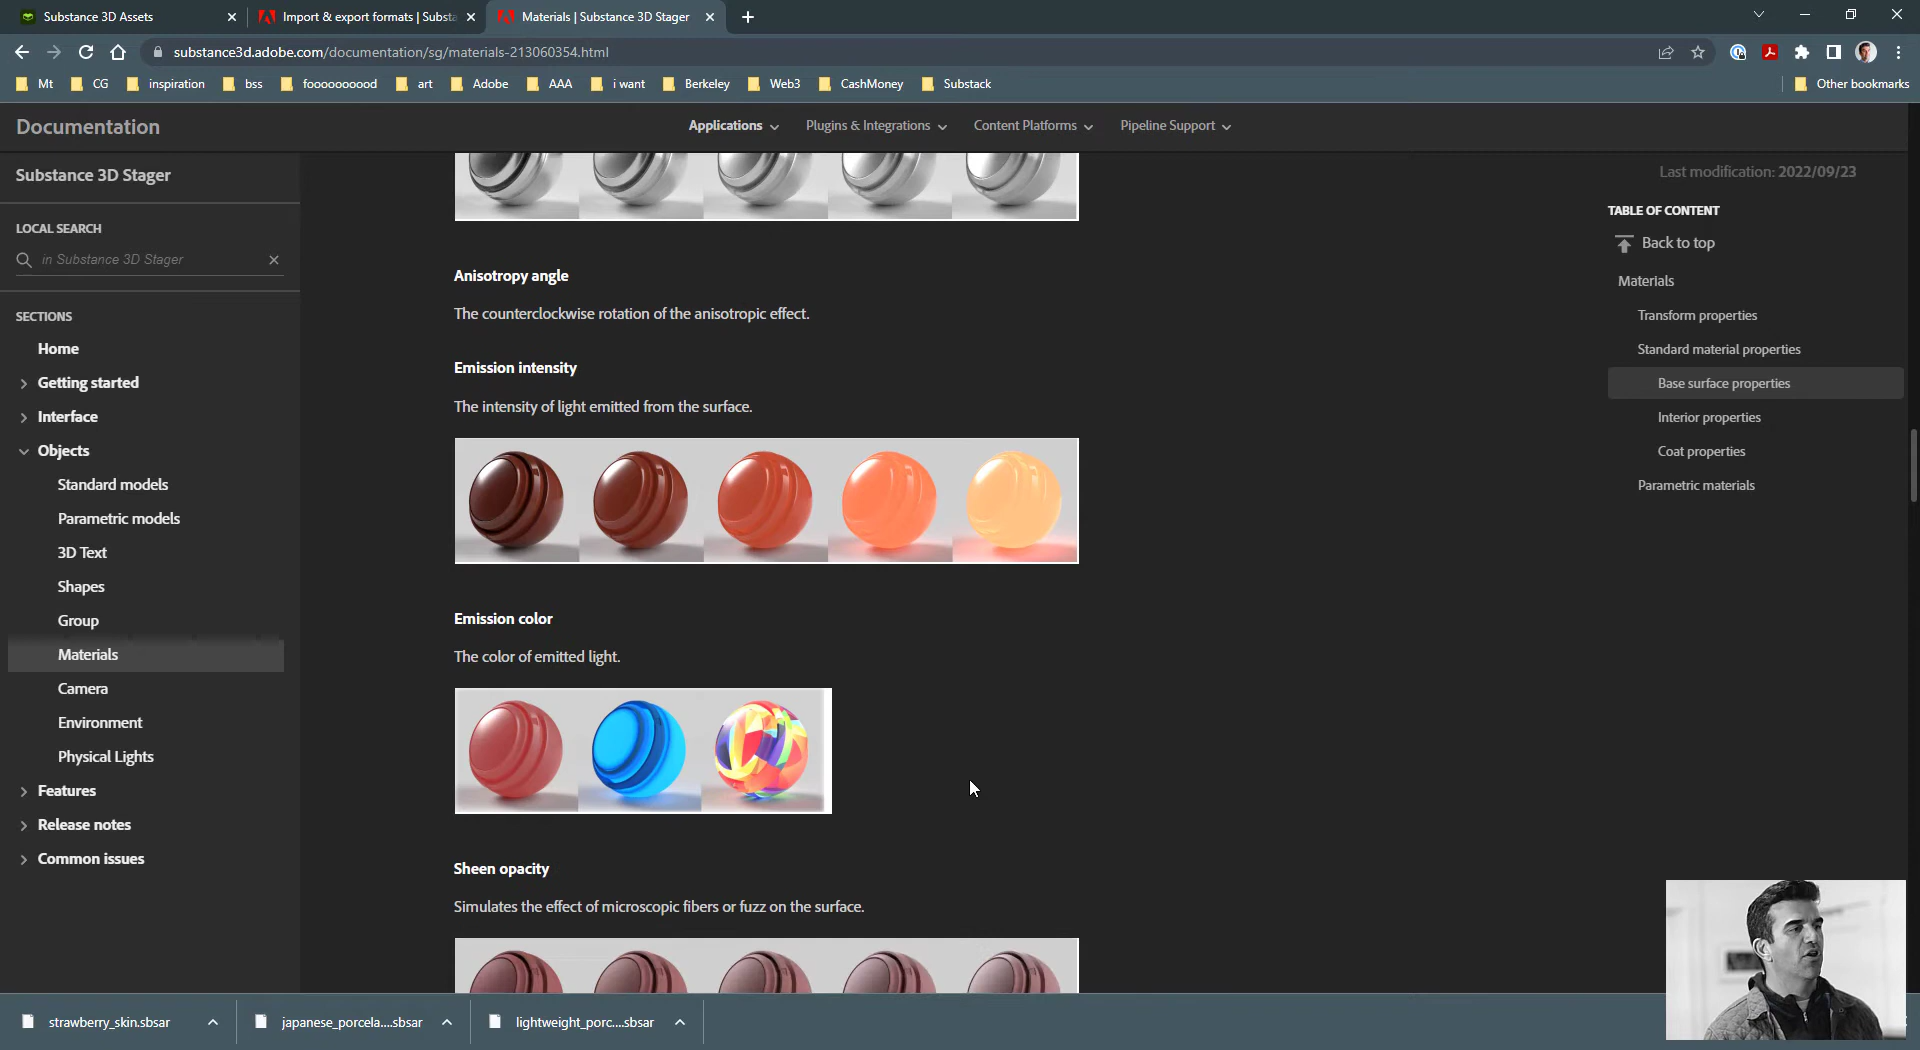 Substance 3D Assets
Import & export formats | Substa
Materials | Substance 3D Stager
substance3d.adobe.com/documentation/sg/materials-213060354.html
Mt
CG
inspiration
bss
foooooooood
art
Adobe
AAA
i want
Berkeley
Web3
CashMoney
Substack
Other bookmarks
Documentation
Applications
Plugins & Integrations
Content Platforms
Pipeline Support
Substance 3D Stager
LOCAL SEARCH
in Substance 3D Stager
SECTIONS
Home
Getting started
Interface
Objects
Standard models
Parametric models
3D Text
Shapes
Group
Materials
Camera
Environment
Physical Lights
Features
Release notes
Common issues
Anisotropy angle
The counterclockwise rotation of the anisotropic effect.
Emission intensity
The intensity of light emitted from the surface.
Emission color
The color of emitted light.
Sheen opacity
Simulates the effect of microscopic fibers or fuzz on the surface.
Last modification: 2022/09/23
TABLE OF CONTENT
Back to top
Materials
Transform properties
Standard material properties
Base surface properties
Interior properties
Coat properties
Parametric materials
strawberry_skin.sbsar
japanese_porcela....sbsar
lightweight_porc....sbsar